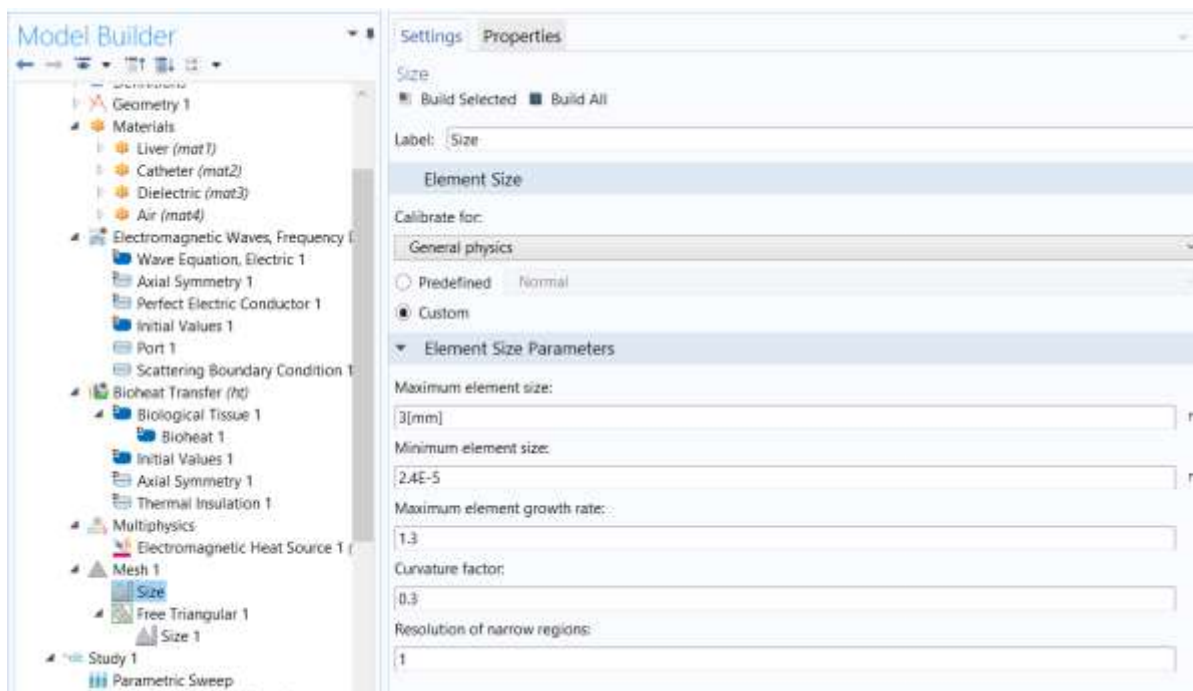 Model Builder
Definitions
Geometry 1
Materials
Liver (mat1)
Catheter (mat2)
Dielectric (mat3)
Air (mat4)
Electromagnetic Waves, Frequency
Wave Equation, Electric 1
Axial Symmetry 1
Perfect Electric Conductor 1
Initial Values 1
Port 1
Scattering Boundary Condition 1
Bioheat Transfer (ht)
Biological Tissue 1
Bioheat 1
Initial Values 1
Axial Symmetry 1
Thermal Insulation 1
Multiphysics
Electromagnetic Heat Source 1 (
Mesh 1
Size
Free Triangular 1
Size 1
Study 1
Parametric Sweep
Settings Properties
Size
Build Selected Build All
Label: Size
Element Size
Calibrate for:
General physics
Predefined Normal
Custom
Element Size Parameters
Maximum element size:
3[mm]
Minimum element size:
2.4E-5
Maximum element growth rate:
1.3
Curvature factor:
0.3
Resolution of narrow regions:
1